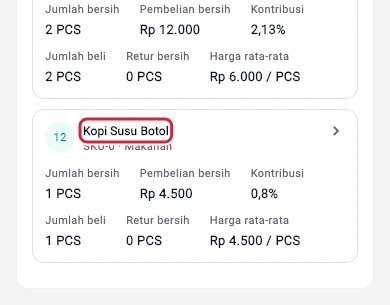 Jumlah bersih Pembelian bersih Kontribusi
2 PCS Rp 12.000 2,13%
Jumlah beli Retur bersih Harga rata-rata
2 PCS 0 PCS Rp 6.000 / PCS
12 Kopi Susu Botol
SKU-0 · Makanan
Jumlah bersih Pembelian bersih Kontribusi
1 PCS Rp 4.500 0,8%
Jumlah beli Retur bersih Harga rata-rata
1 PCS 0 PCS Rp 4.500 / PCS